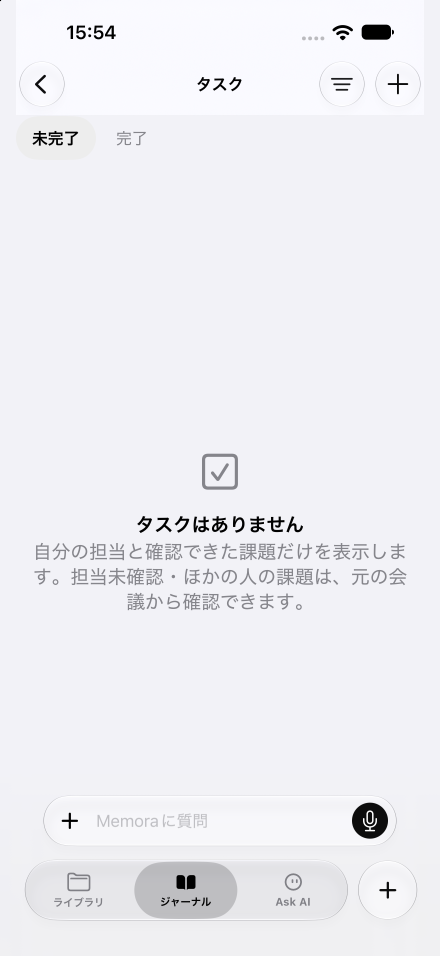 15:54
タスク
未完了 完了
タスクはありません
自分の担当と確認できた課題だけを表示しま
す。担当未確認・ほかの人の課題は、元の会
議から確認できます。
Memoraに質問
ライブラリ ジャーナル Ask AI